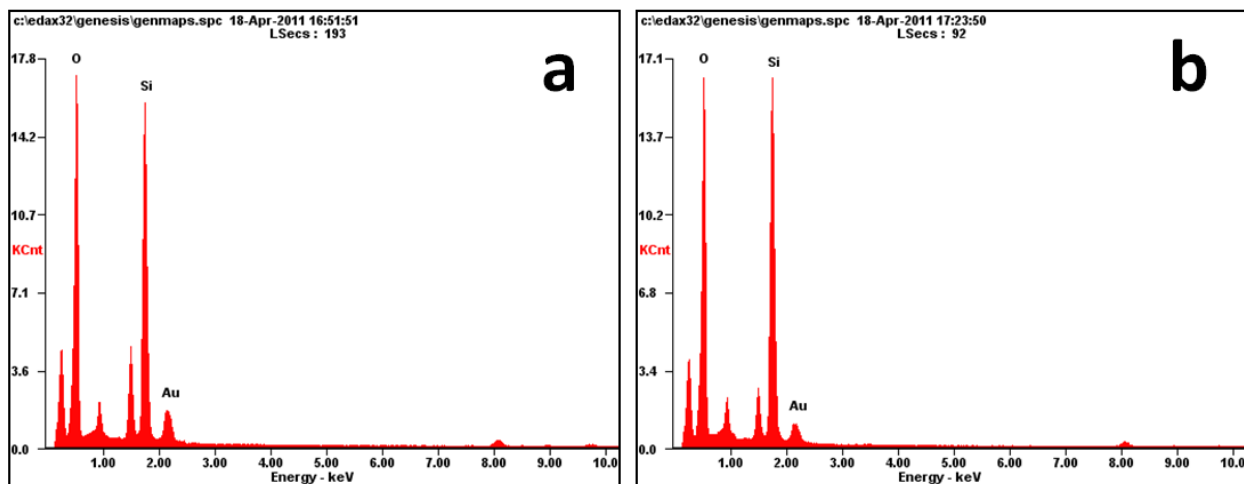 c:\edax32\genesis\genmaps.spc 18-Apr-2011 16:51:51
LSecs : 193
a
17.8
14.2
10.7
KCnt
7.1
3.6
0.0
O
Si
Au
1.00 2.00 3.00 4.00 5.00 6.00 7.00 8.00 9.00 10.0
Energy - keV
c:\edax32\genesis\genmaps.spc 18-Apr-2011 17:23:50
LSecs : 92
b
17.1
13.7
10.2
KCnt
6.8
3.4
0.0
O
Si
Au
1.00 2.00 3.00 4.00 5.00 6.00 7.00 8.00 9.00 10.0
Energy - keV